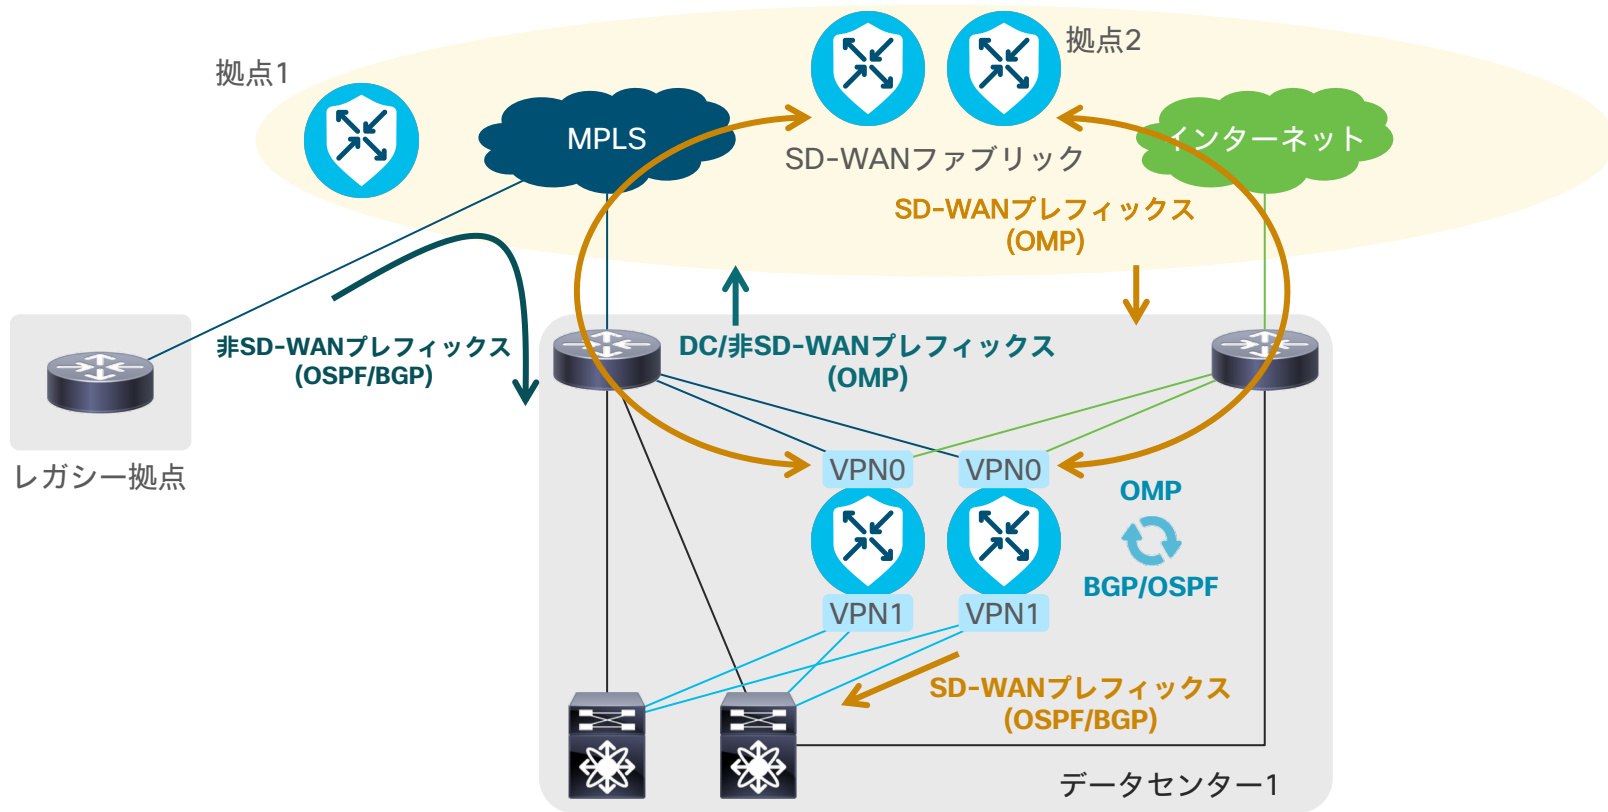 拠点1
拠点2
MPLS
インターネット
SD-WANファブリック
SD-WANプレフィックス
(OMP)
非SD-WANプレフィックス
(OSPF/BGP)
DC/非SD-WANプレフィックス
(OMP)
レガシー拠点
VPN0
VPN0
OMP
BGP/OSPF
VPN1
VPN1
SD-WANプレフィックス
(OSPF/BGP)
データセンター1